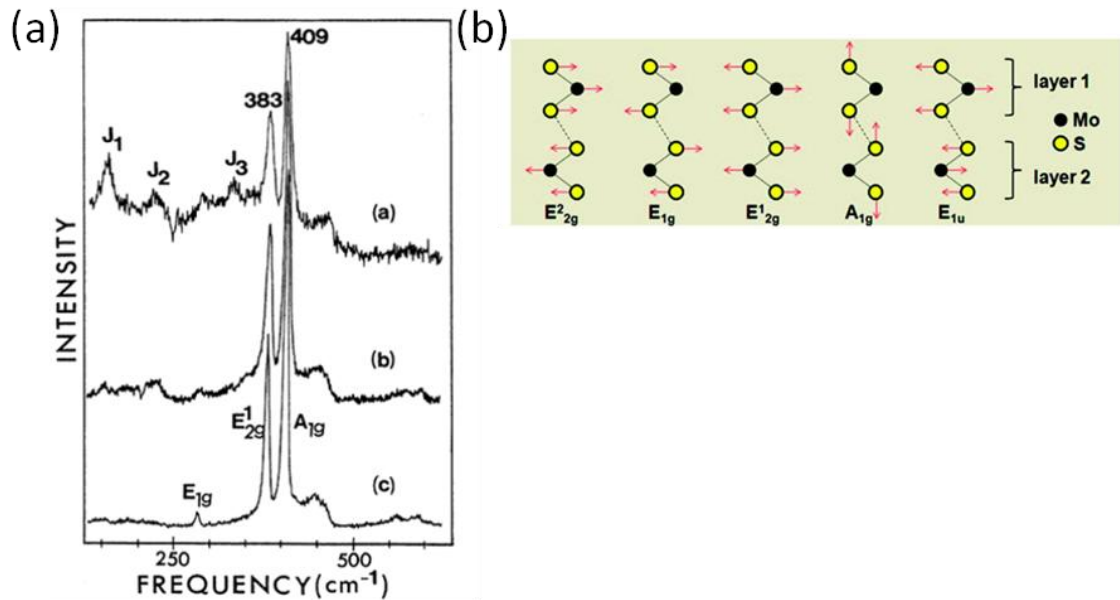 (a)
409
383
J₁
J₂
J₃
(a)
(b)
E¹₂g
A₁g
E₁g
(c)
INTENSITY
250
500
FREQUENCY (cm⁻¹)
(b)
layer 1
Mo
S
layer 2
E²₂g
E₁g
E¹₂g
A₁g
E₁u